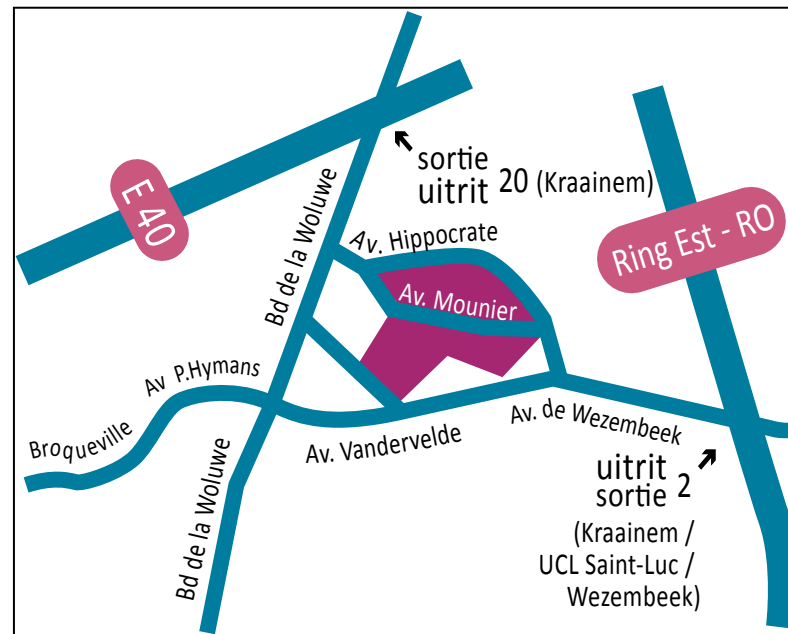 E 40
Bd de la Woluwe
sortie
uitrit 20 (Kraainem)
Av. Hippocrate
Ring Est - RO
Av. Mounier
Av P.Hymans
Broqueville
Av. Vandervelde
Av. de Wezembeek
Bd de la Woluwe
uitrit
sortie 2
(Kraainem /
UCL Saint-Luc /
Wezembeek)